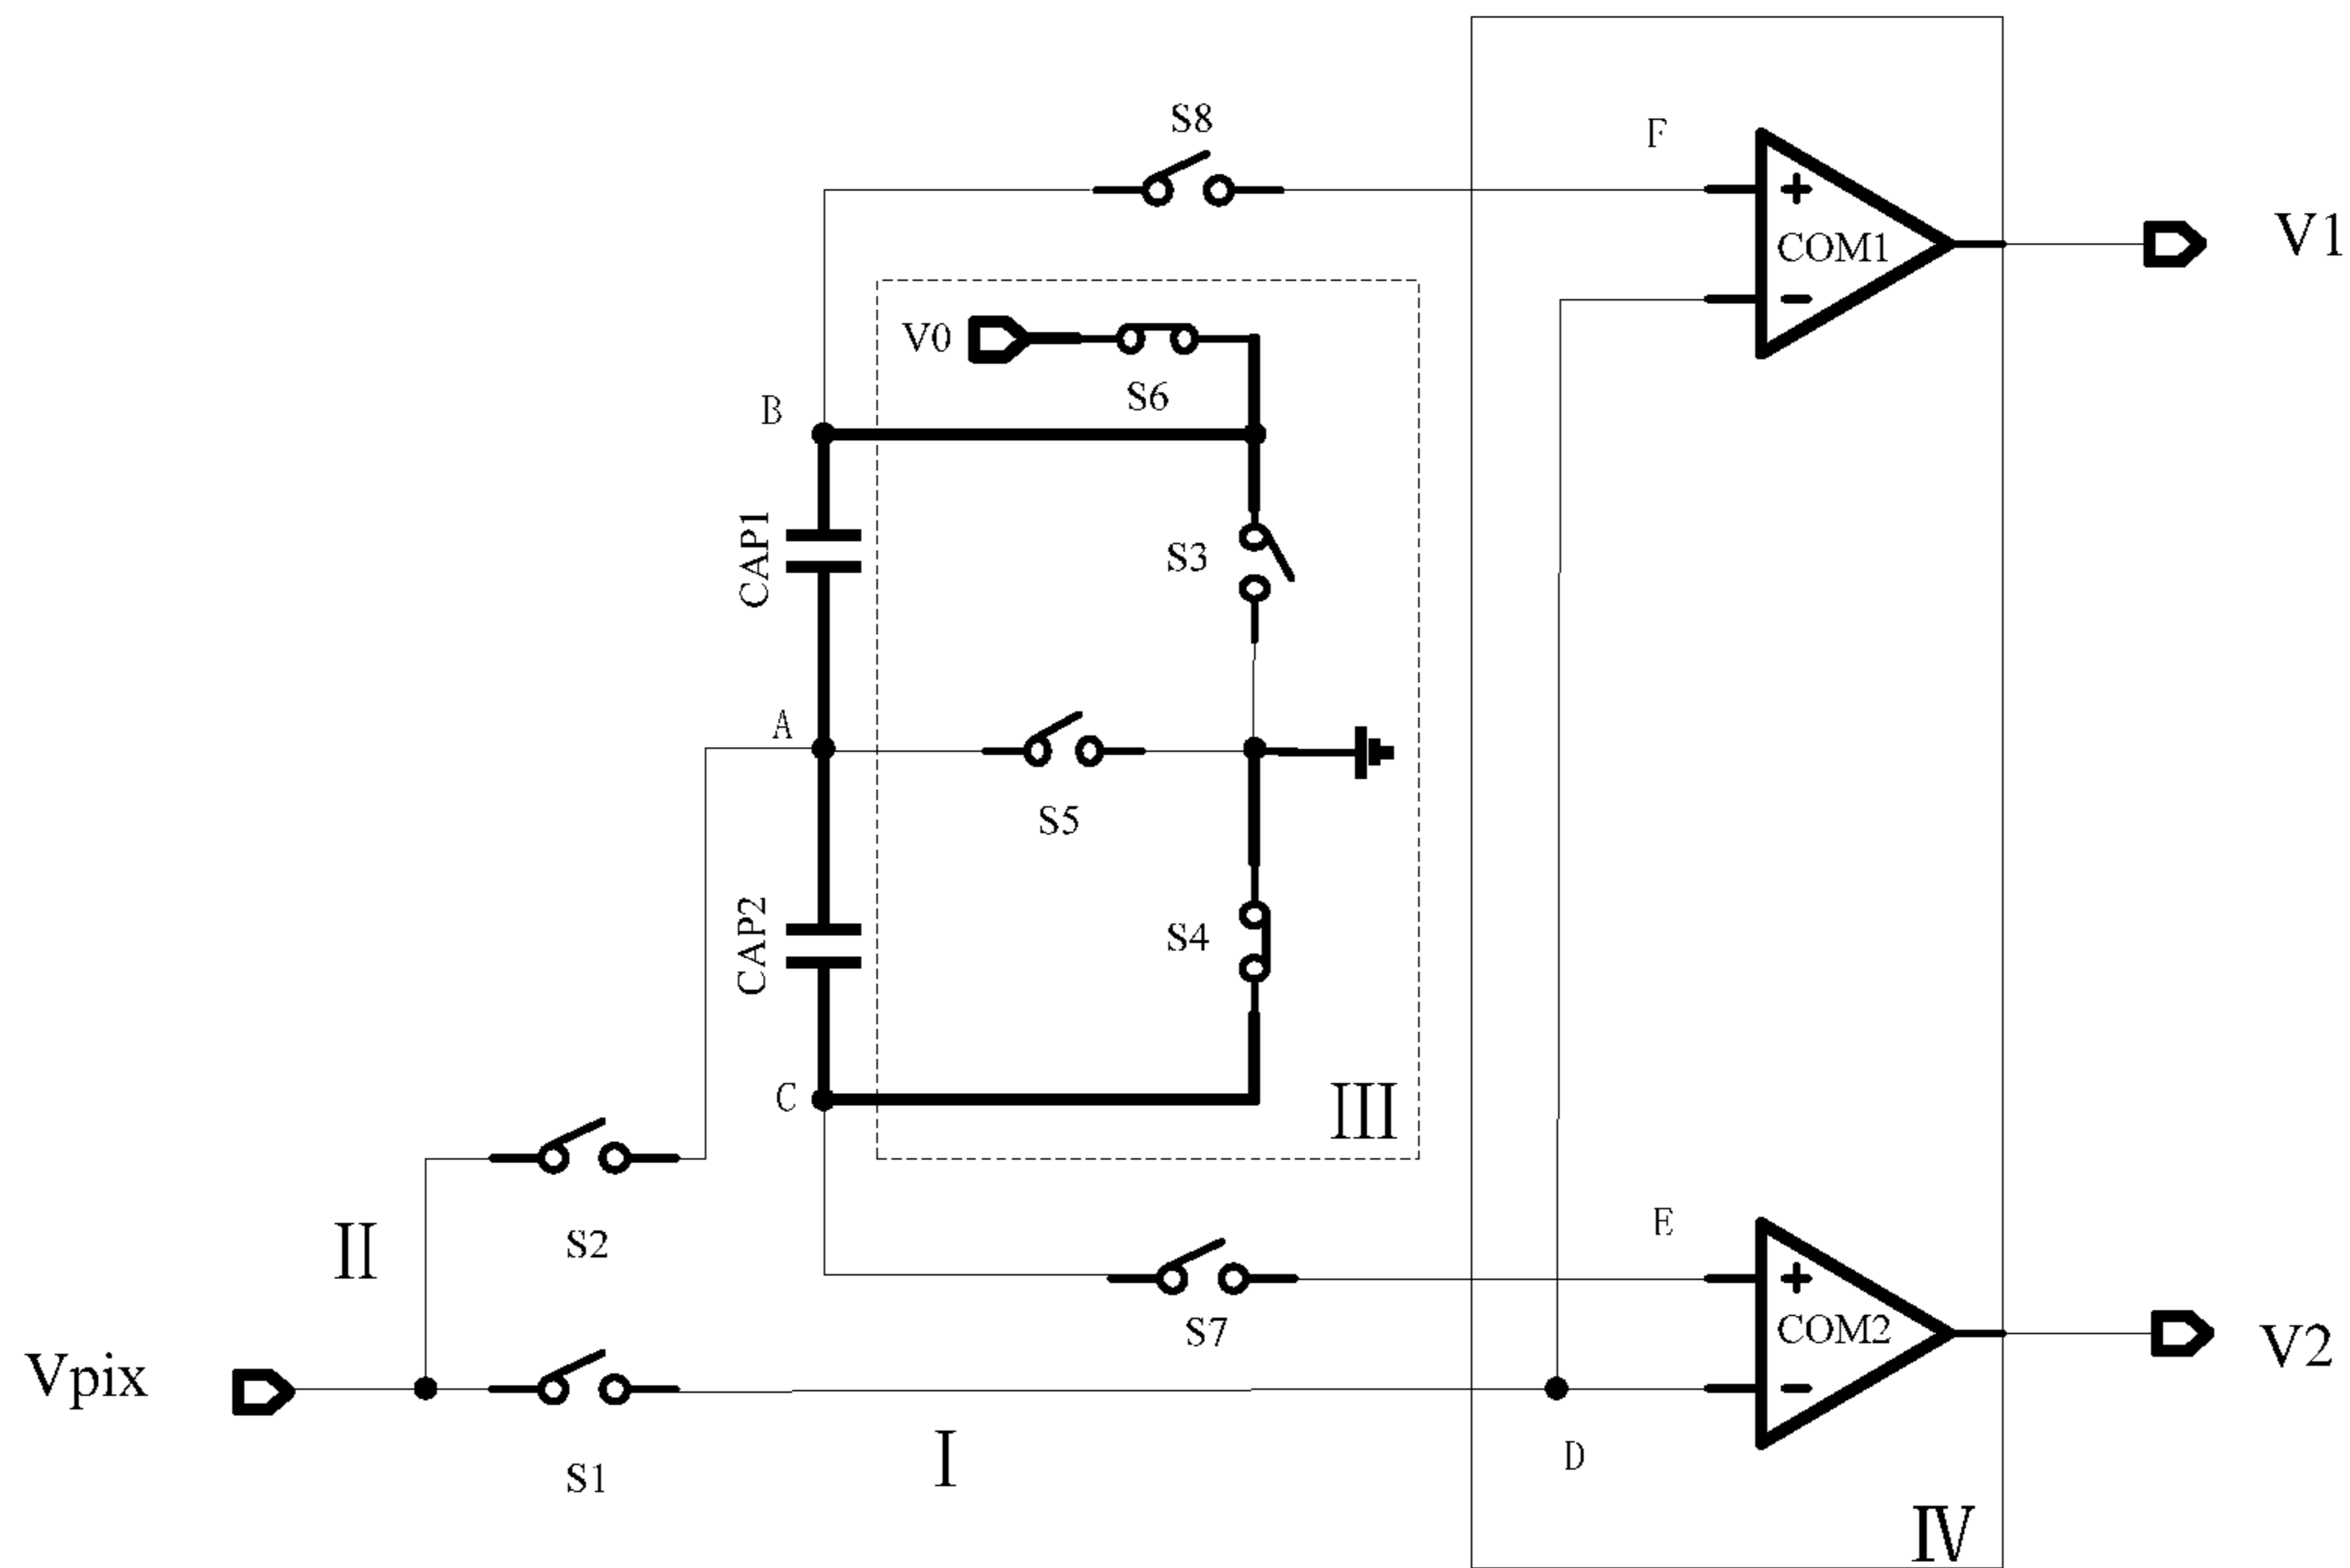 S8
F
+
COM1
V1
-
V0
S6
B
CAP1
S3
A
S5
CAP2
S4
C
III
E
S2
II
+
S7
COM2
V2
Vpix
-
S1
I
D
IV